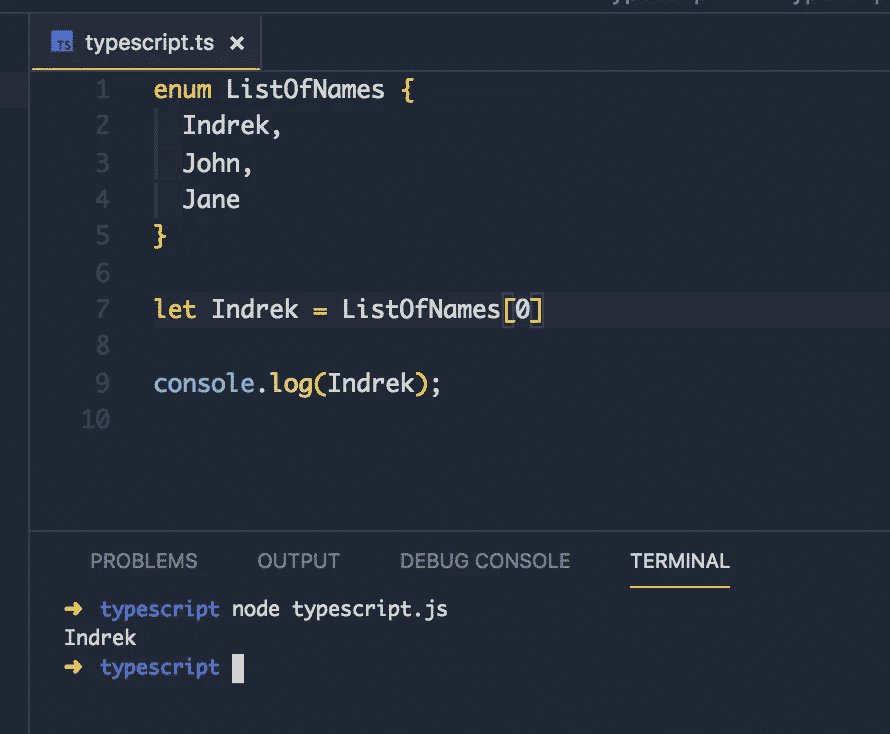 typescript.ts ×
1 enum ListOfNames {
2 Indrek,
3 John,
4 Jane
5 }
6
7 let Indrek = ListOfNames[0]
8
9 console.log(Indrek);
10
PROBLEMS OUTPUT DEBUG CONSOLE TERMINAL
➜ typescript node typescript.js
Indrek
➜ typescript